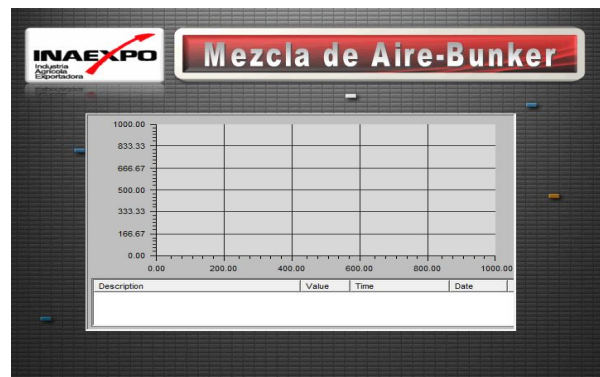 INAEXPO
Industria
Agrícola
Exportadora
Mezcla de Aire-Bunker
1000.00
833.33
666.67
500.00
333.33
166.67
0.00
0.00 200.00 400.00 600.00 800.00 1000.00
Description Value Time Date